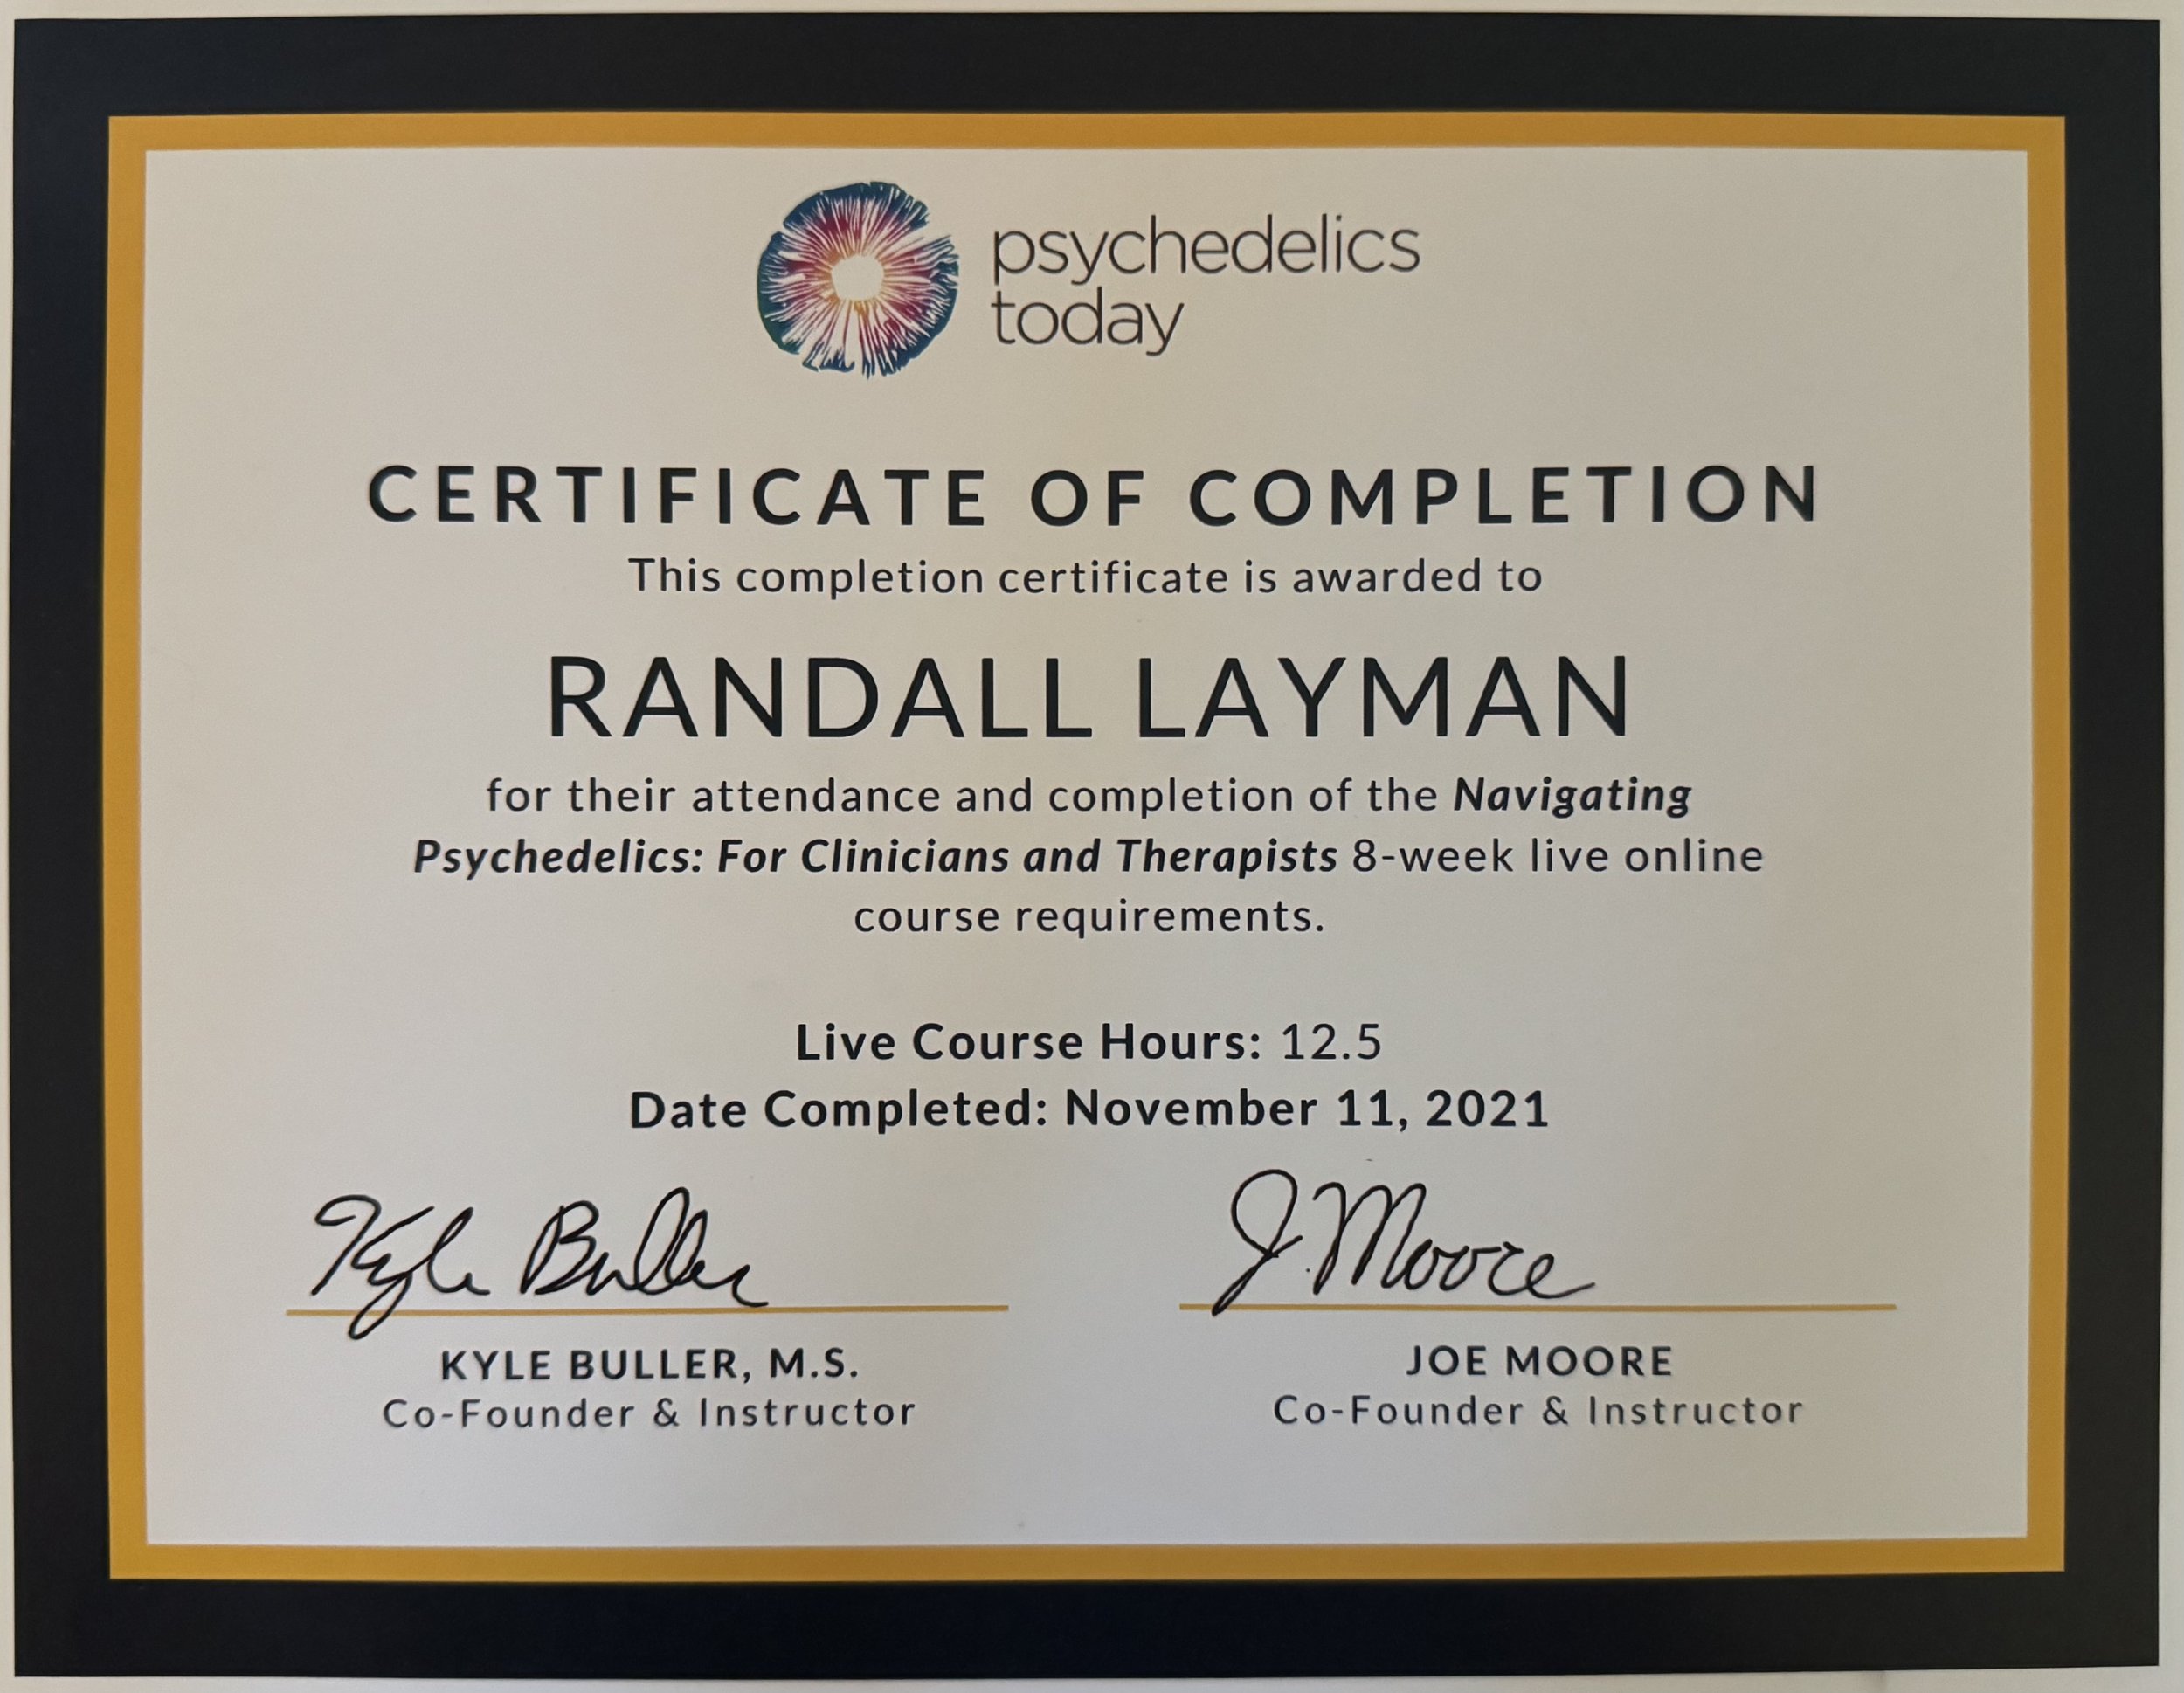 psychedelics
today
CERTIFICATE OF COMPLETION
This completion certificate is awarded to
RANDALL LAYMAN
for their attendance and completion of the Navigating
Psychedelics: For Clinicians and Therapists 8-week live online
course requirements.
Live Course Hours: 12.5
Date Completed: November 11, 2021
Kyle Buller
J. Moore
KYLE BULLER, M.S.
Co-Founder & Instructor
JOE MOORE
Co-Founder & Instructor